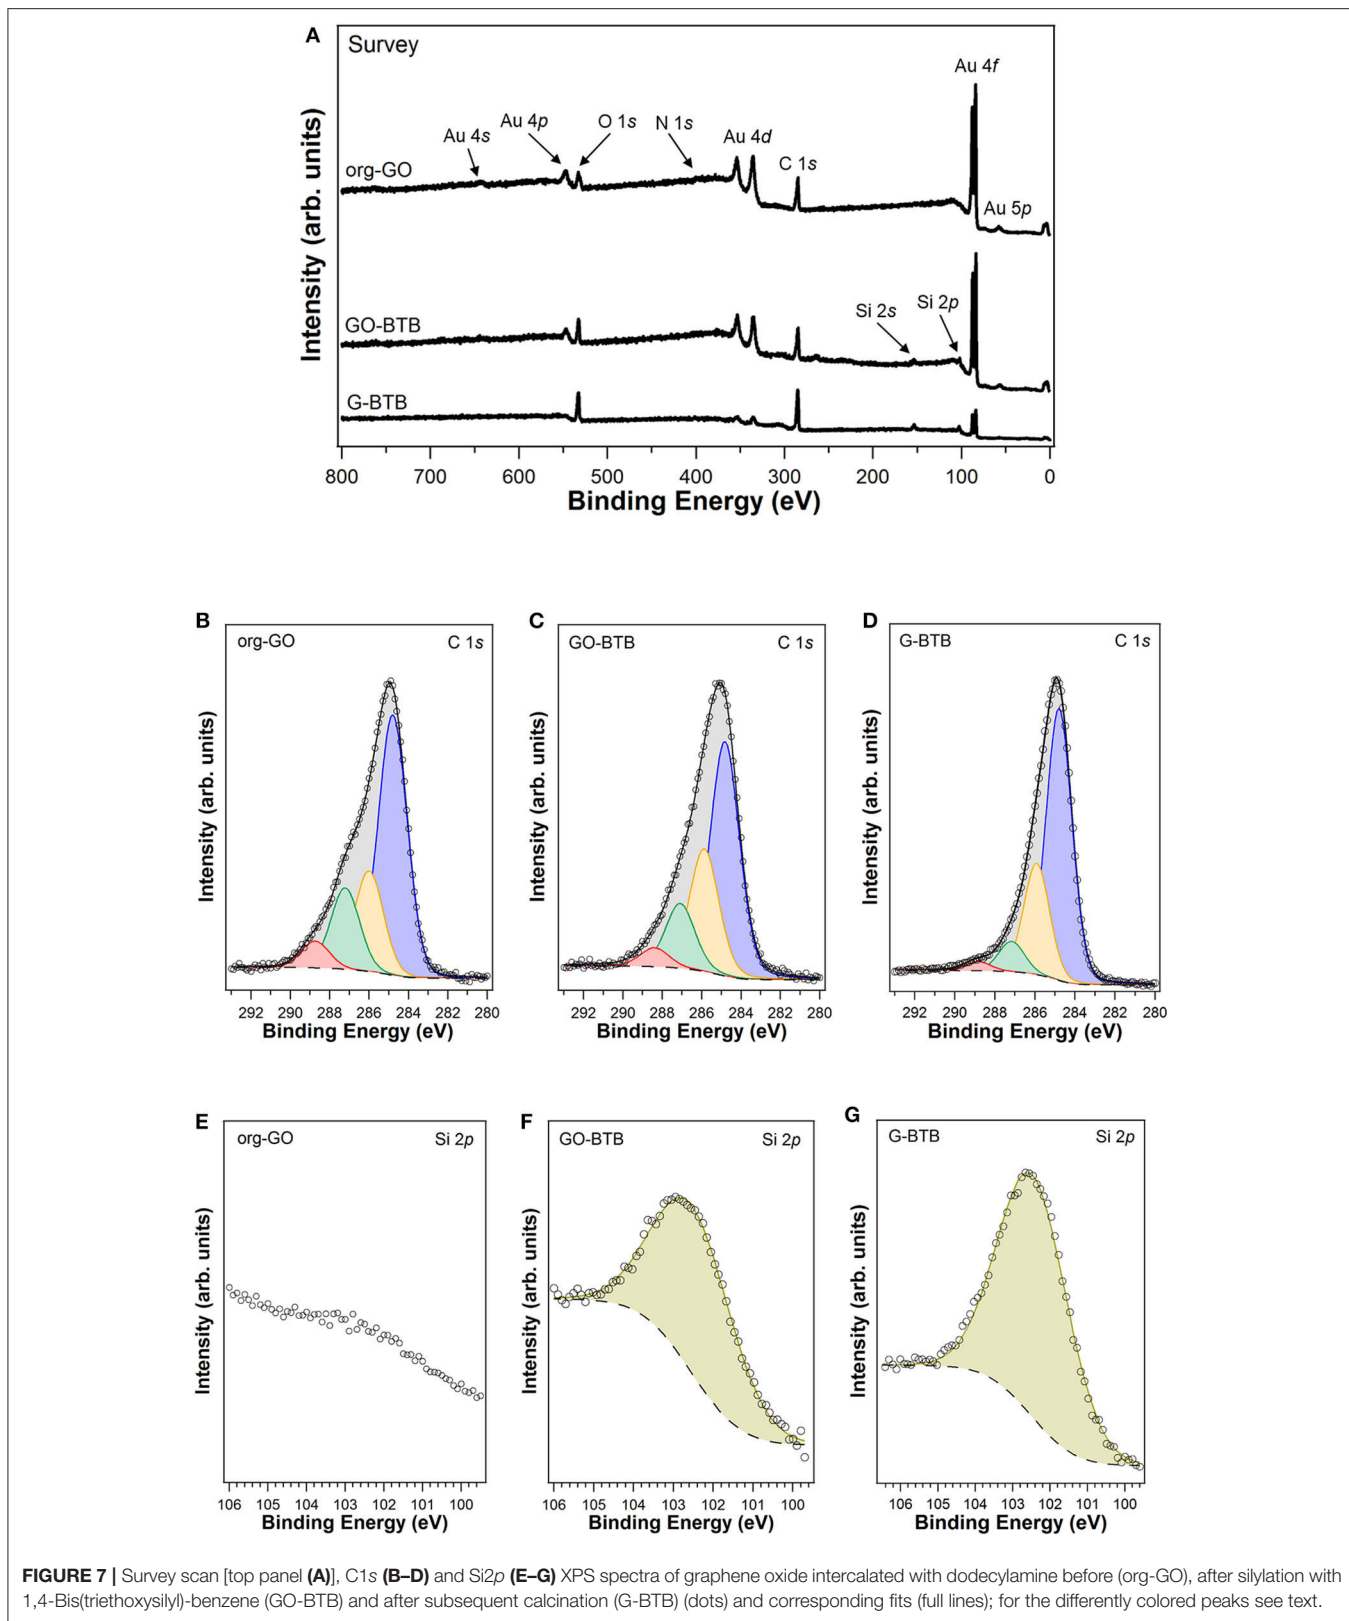 A
Survey
Intensity (arb. units)
Au 4f
Au 4s
Au 4p
O 1s
N 1s
Au 4d
C 1s
org-GO
Au 5p
Si 2s
Si 2p
GO-BTB
G-BTB
800 700 600 500 400 300 200 100 0
Binding Energy (eV)
B
org-GO C 1s
Intensity (arb. units)
292 290 288 286 284 282 280
Binding Energy (eV)
C
GO-BTB C 1s
Intensity (arb. units)
292 290 288 286 284 282 280
Binding Energy (eV)
D
G-BTB C 1s
Intensity (arb. units)
292 290 288 286 284 282 280
Binding Energy (eV)
E
org-GO Si 2p
Intensity (arb. units)
106 105 104 103 102 101 100
Binding Energy (eV)
F
GO-BTB Si 2p
Intensity (arb. units)
106 105 104 103 102 101 100
Binding Energy (eV)
G
G-BTB Si 2p
Intensity (arb. units)
106 105 104 103 102 101 100
Binding Energy (eV)
FIGURE 7 | Survey scan [top panel (A)], C1s (B–D) and Si2p (E–G) XPS spectra of graphene oxide intercalated with dodecylamine before (org-GO), after silylation with
1,4-Bis(triethoxysilyl)-benzene (GO-BTB) and after subsequent calcination (G-BTB) (dots) and corresponding fits (full lines); for the differently colored peaks see text.